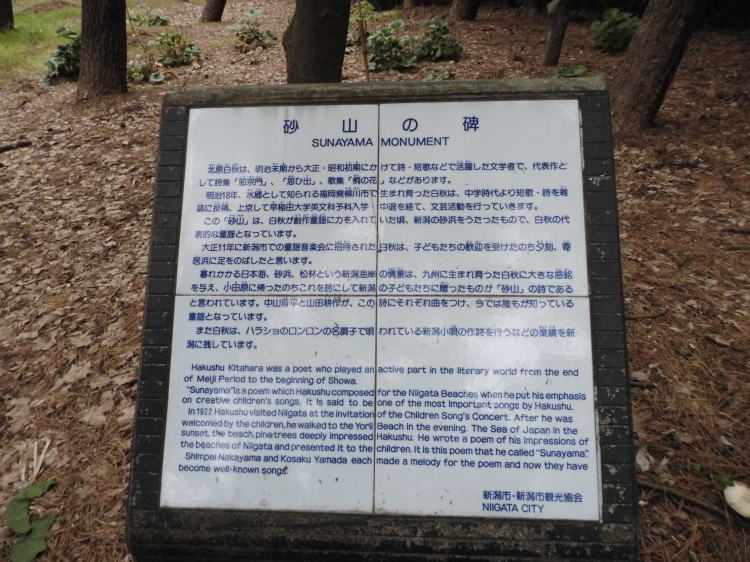 砂山の碑
SUNAYAMA MONUMENT
北原白秋は、明治末期から大正・昭和初期にかけて詩・短歌などで活躍した文学者で、代表作と
して詩集「邪宗門」、「思ひ出」、歌集「桐の花」などがあります。
明治18年、水郷として知られる福岡県柳川市で生まれ育った白秋は、中学時代より短歌・詩を雑
誌に投稿、上京して早稲田大学英文科予科入学・中退を経て、文芸活動を行っていきます。
この「砂山」は、白秋が創作童謡に力を入れていた頃、新潟の砂浜をうたったもので、白秋の代
表的な童謡となっています。
大正11年に新潟市での童謡音楽会に招待された白秋は、子どもたちの歓迎を受けたのち夕刻、寄
居浜に足をのばしたと言います。
暮れかかる日本海、砂浜、松林という新潟海岸の情景は、九州に生まれ育った白秋に大きな感銘
を与え、小田原に帰ったのちこれを詩にして新潟の子どもたちに贈ったものが「砂山」の詩である
と言われています。中山晋平と山田耕作が、この詩にそれぞれ曲をつけ、今では誰もが知っている
童謡となっています。
また白秋は、ハラショのロンロンの名調子で唄われている新潟小唄の作詩を行うなどの業績を新
潟に残しています。
Hakushu Kitahara was a poet who played an active part in the literary world from the end
of Meiji Period to the beginning of Showa.
"Sunayama" is a poem which Hakushu composed for the Niigata Beaches when he put his emphasis
on creative children's songs. It is said to be one of the most important songs by Hakushu.
In 1922 Hakushu visited Niigata at the invitation of the Children Song's Concert. After he was
welcomed by the children, he walked to the Yorii Beach in the evening. The Sea of Japan in the
sunset, the beach, pine trees deeply impressed Hakushu. He wrote a poem of his impressions of
the beaches of Niigata and presented it to the children. It is this poem that he called "Sunayama".
Shimpei Nakayama and Kosaku Yamada each made a melody for the poem and now they have
become well-known songs.
新潟市・新潟市観光協会
NIIGATA CITY